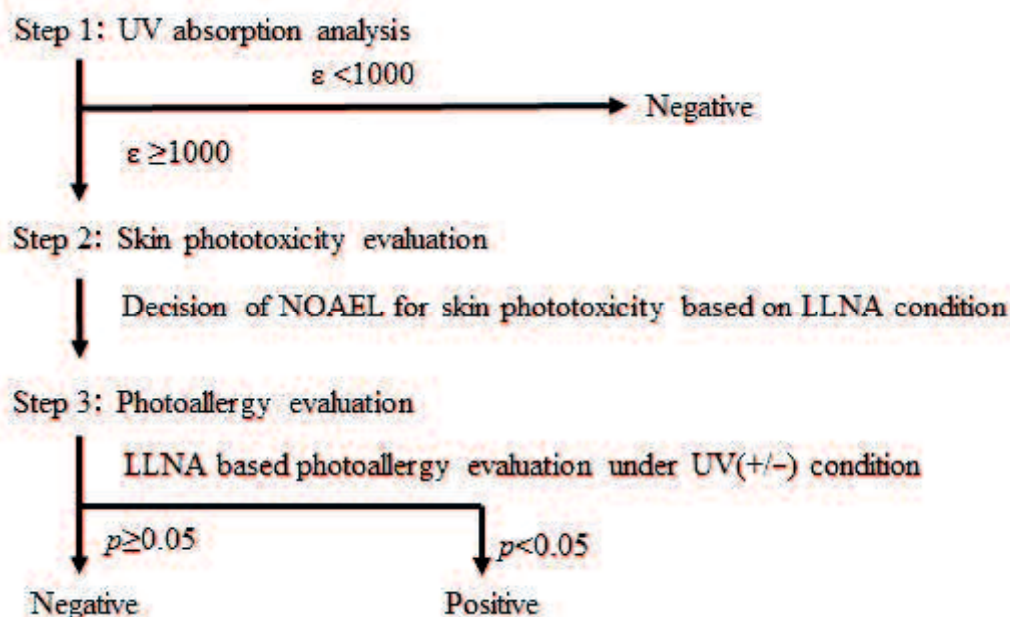 Step 1: UV absorption analysis
ε <1000
Negative
ε ≥1000
Step 2: Skin phototoxicity evaluation
Decision of NOAEL for skin phototoxicity based on LLNA condition
Step 3: Photoallergy evaluation
LLNA based photoallergy evaluation under UV(+/−) condition
p≥0.05
p<0.05
Negative
Positive